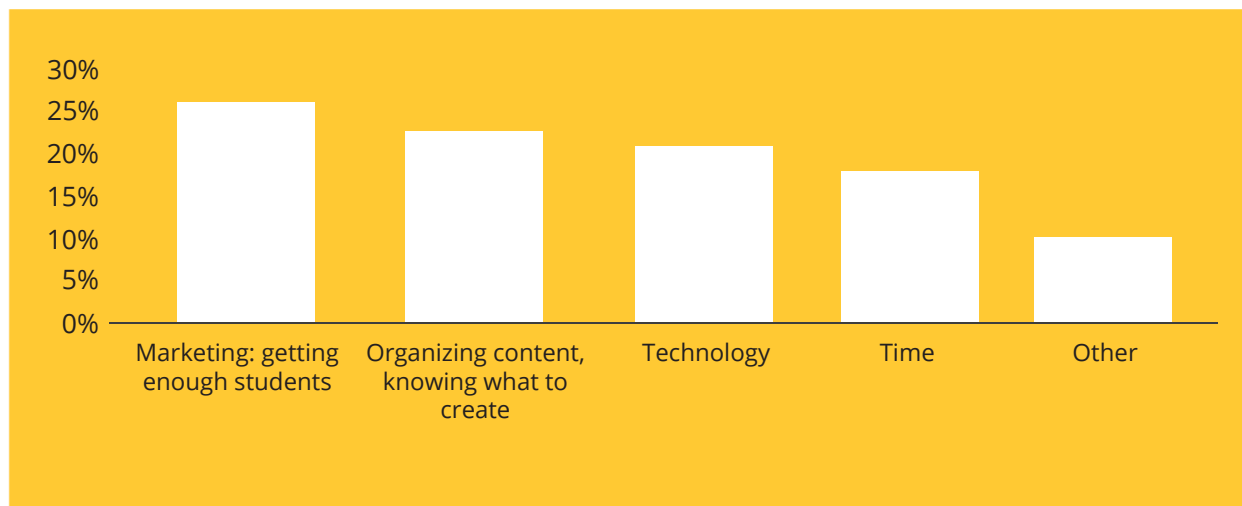 30%
25%
20%
15%
10%
5%
0%
Marketing: getting
enough students
Organizing content,
knowing what to
create
Technology
Time
Other